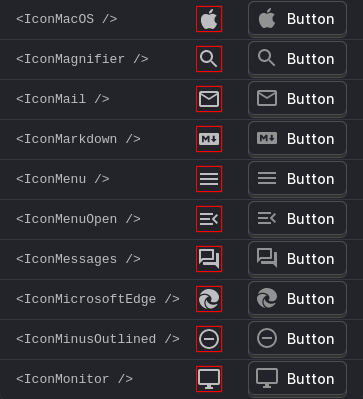 <IconMacOS /> Button
<IconMagnifier /> Button
<IconMail /> Button
<IconMarkdown /> M Button
<IconMenu /> Button
<IconMenuOpen /> Button
<IconMessages /> Button
<IconMicrosoftEdge /> Button
<IconMinusOutlined /> Button
<IconMonitor /> Button